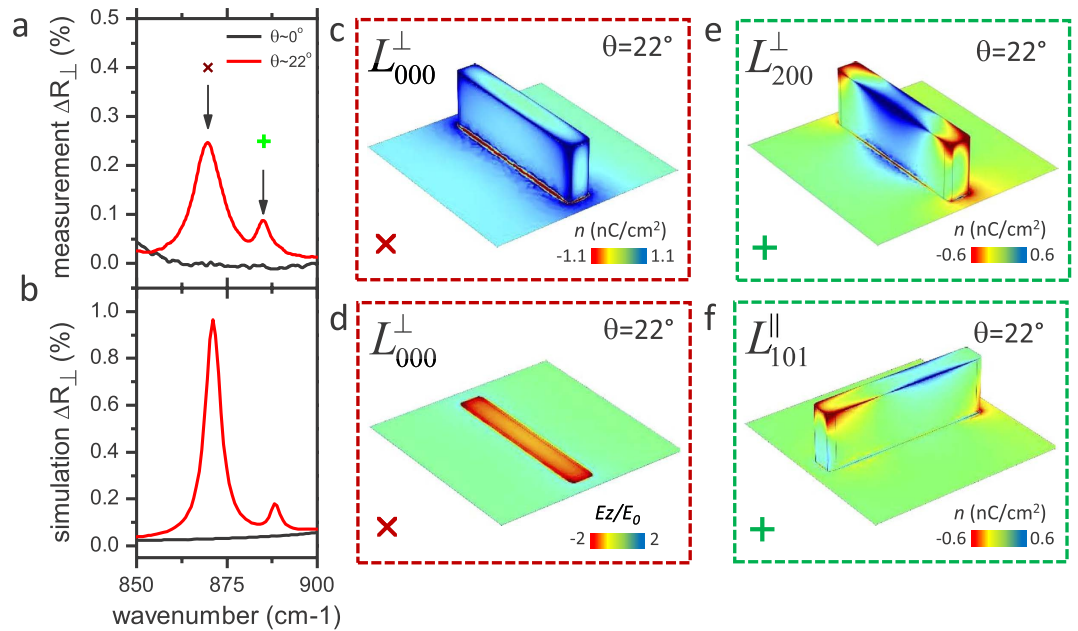 a
measurement ΔR⊥ (%)
0.5
0.4
0.3
0.2
0.1
0.0
θ~0°
θ~22°
b
simulation ΔR⊥ (%)
1.0
0.8
0.6
0.4
0.2
0.0
850 875 900
wavenumber (cm-1)
c
L⊥000
θ=22°
n (nC/cm²)
-1.1 1.1
d
L⊥000
θ=22°
Ez/E₀
-2 2
e
L⊥200
θ=22°
n (nC/cm²)
-0.6 0.6
f
L∥101
θ=22°
n (nC/cm²)
-0.6 0.6